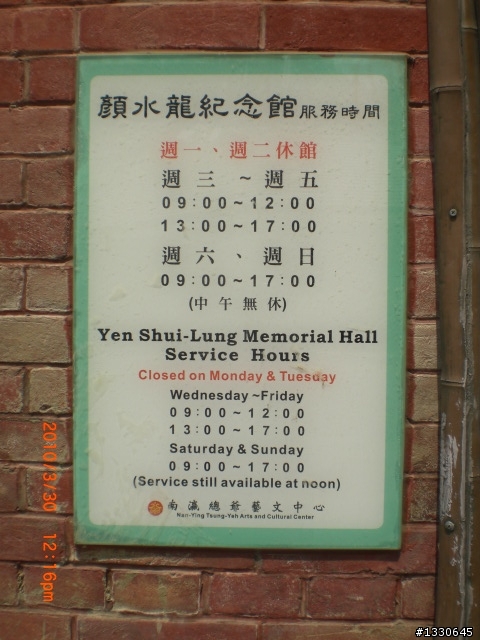 顏水龍紀念館服務時間
週一、週二休館
週三 ~ 週五
09:00~12:00
13:00~17:00
週六、週日
09:00~17:00
(中午無休)
Yen Shui-Lung Memorial Hall
Service Hours
Closed on Monday & Tuesday
Wednesday ~Friday
09:00~12:00
13:00~17:00
Saturday & Sunday
09:00~17:00
(Service still available at noon)
南瀛總爺藝文中心
Nan-Ying Tsung-Yeh Arts and Cultural Center
2010/3/30 12:16pm
#1330645